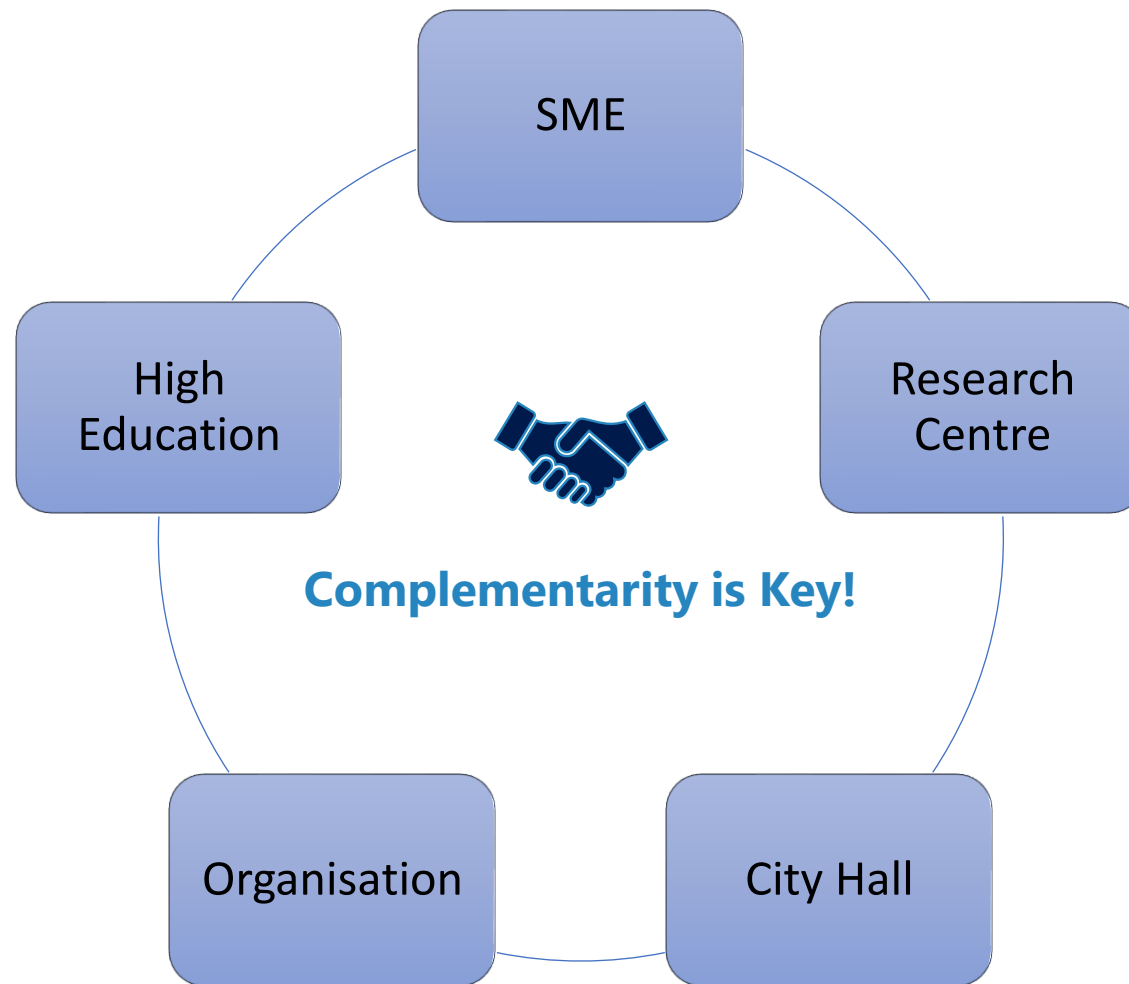 SME
High
Education
Research
Centre
Complementarity is Key!
Organisation
City Hall